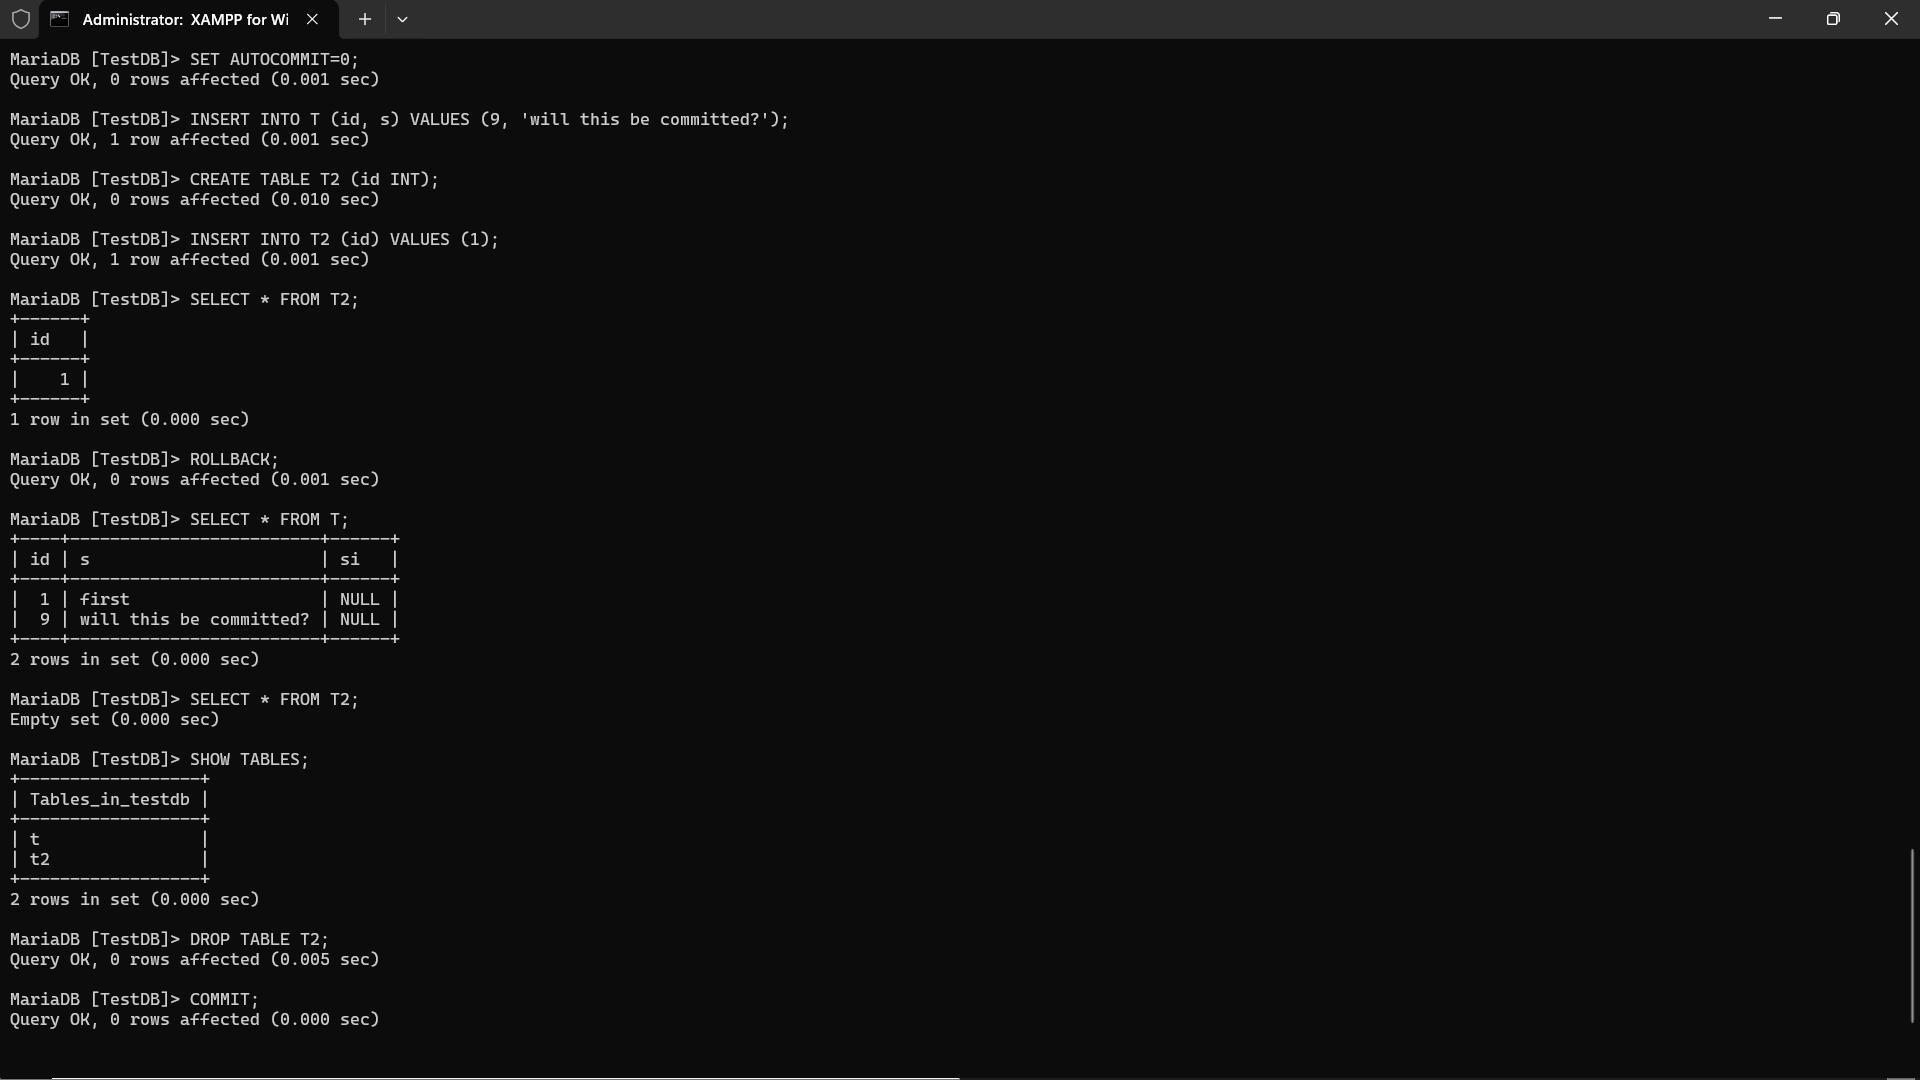 Administrator: XAMPP for Wi
MariaDB [TestDB]> SET AUTOCOMMIT=0;
Query OK, 0 rows affected (0.001 sec)
MariaDB [TestDB]> INSERT INTO T (id, s) VALUES (9, 'will this be committed?');
Query OK, 1 row affected (0.001 sec)
MariaDB [TestDB]> CREATE TABLE T2 (id INT);
Query OK, 0 rows affected (0.010 sec)
MariaDB [TestDB]> INSERT INTO T2 (id) VALUES (1);
Query OK, 1 row affected (0.001 sec)
MariaDB [TestDB]> SELECT * FROM T2;
+------+
| id   |
+------+
|    1 |
+------+
1 row in set (0.000 sec)
MariaDB [TestDB]> ROLLBACK;
Query OK, 0 rows affected (0.001 sec)
MariaDB [TestDB]> SELECT * FROM T;
+----+-------------------------+------+
| id | s                       | si   |
+----+-------------------------+------+
|  1 | first                   | NULL |
|  9 | will this be committed? | NULL |
+----+-------------------------+------+
2 rows in set (0.000 sec)
MariaDB [TestDB]> SELECT * FROM T2;
Empty set (0.000 sec)
MariaDB [TestDB]> SHOW TABLES;
+------------------+
| Tables_in_testdb |
+------------------+
| t                |
| t2               |
+------------------+
2 rows in set (0.000 sec)
MariaDB [TestDB]> DROP TABLE T2;
Query OK, 0 rows affected (0.005 sec)
MariaDB [TestDB]> COMMIT;
Query OK, 0 rows affected (0.000 sec)